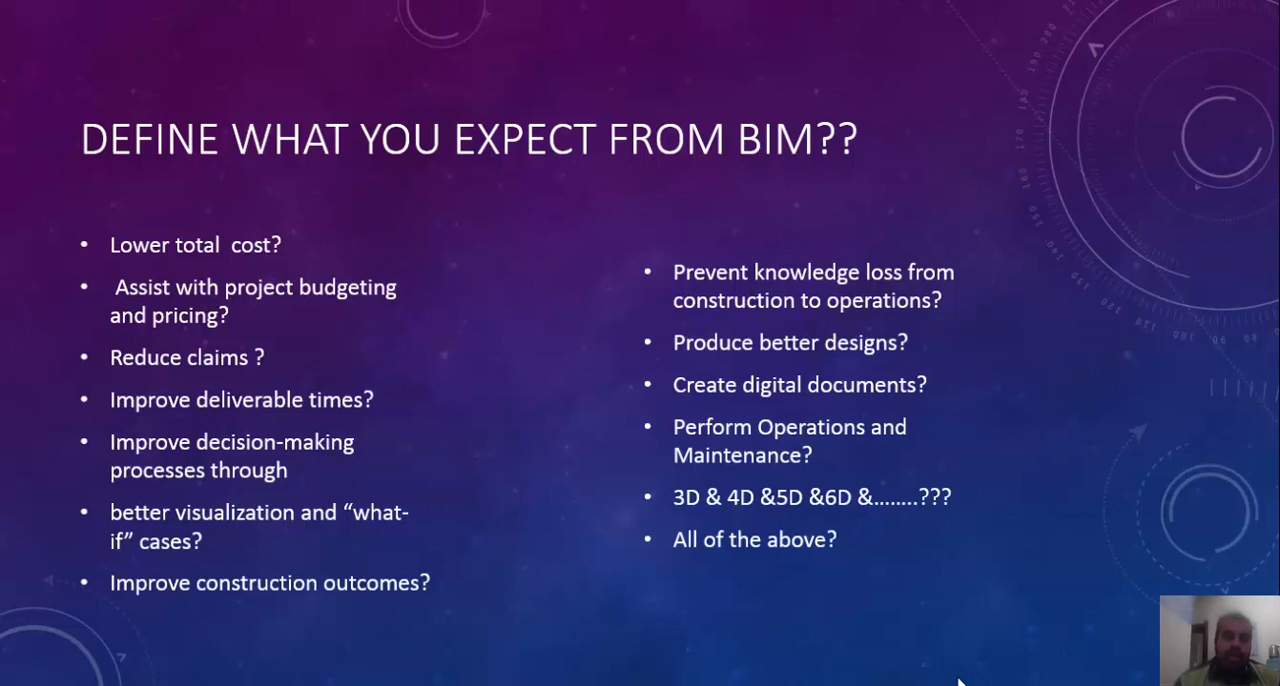 DEFINE WHAT YOU EXPECT FROM BIM??
• Lower total  cost?
•  Assist with project budgeting
and pricing?
• Reduce claims ?
• Improve deliverable times?
• Improve decision-making
processes through
• better visualization and “what-
if” cases?
• Improve construction outcomes?
• Prevent knowledge loss from
construction to operations?
• Produce better designs?
• Create digital documents?
• Perform Operations and
Maintenance?
• 3D & 4D &5D &6D &........???
• All of the above?